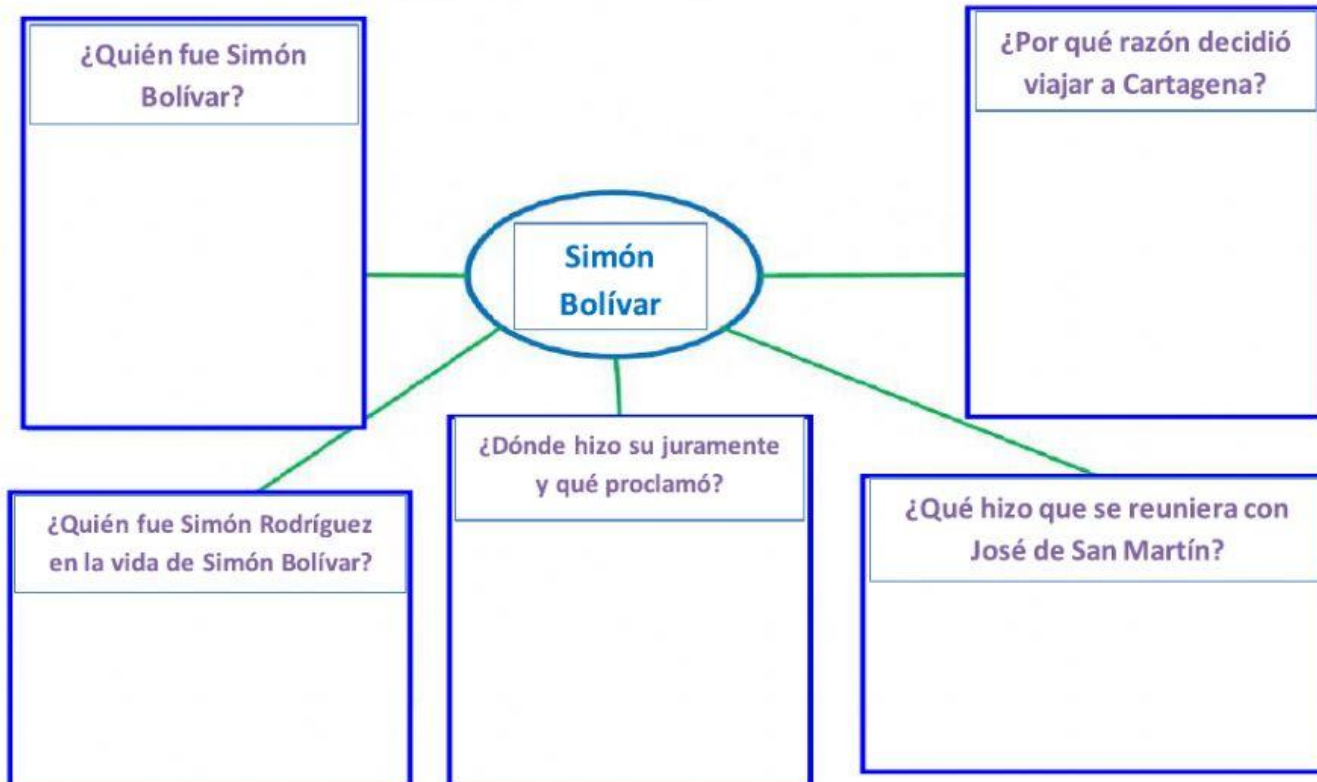 ¿Quién fue Simón
Bolívar?
¿Por qué razón decidió
viajar a Cartagena?
Simón
Bolívar
¿Quién fue Simón Rodríguez
en la vida de Simón Bolívar?
¿Dónde hizo su juramente
y qué proclamó?
¿Qué hizo que se reuniera con
José de San Martín?